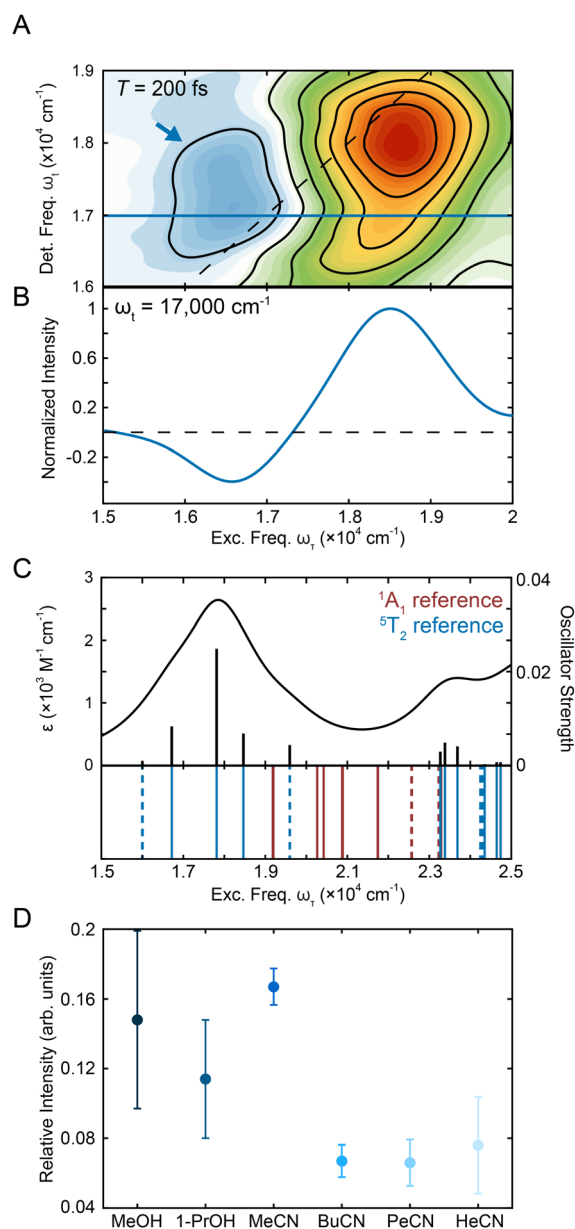 A
T = 200 fs
Det. Freq. ωt (x10⁴ cm⁻¹)
1.9
1.8
1.7
1.6
B
ωt = 17,000 cm⁻¹
Normalized Intensity
1
0.6
0.2
-0.2
1.5 1.6 1.7 1.8 1.9 2
Exc. Freq. ωτ (×10⁴ cm⁻¹)
C
ε (×10³ M⁻¹ cm⁻¹)
3
2
1
0
¹A₁ reference
⁵T₂ reference
0.04
0.02
0
Oscillator Strength
1.5 1.7 1.9 2.1 2.3 2.5
Exc. Freq. ωτ (×10⁴ cm⁻¹)
D
Relative Intensity (arb. units)
0.2
0.16
0.12
0.08
0.04
MeOH 1-PrOH MeCN BuCN PeCN HeCN